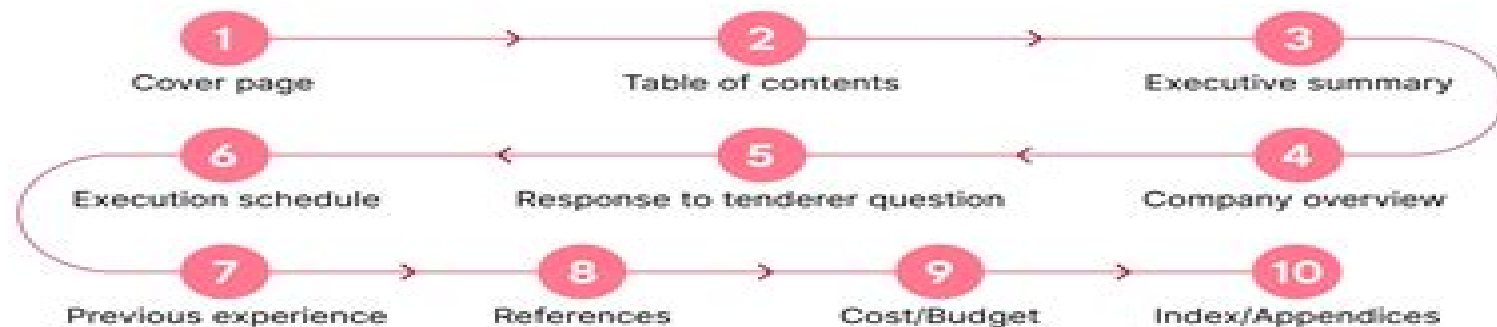 1
Cover page
2
Table of contents
3
Executive summary
4
Company overview
5
Response to tenderer question
6
Execution schedule
7
Previous experience
8
References
9
Cost/Budget
10
Index/Appendices